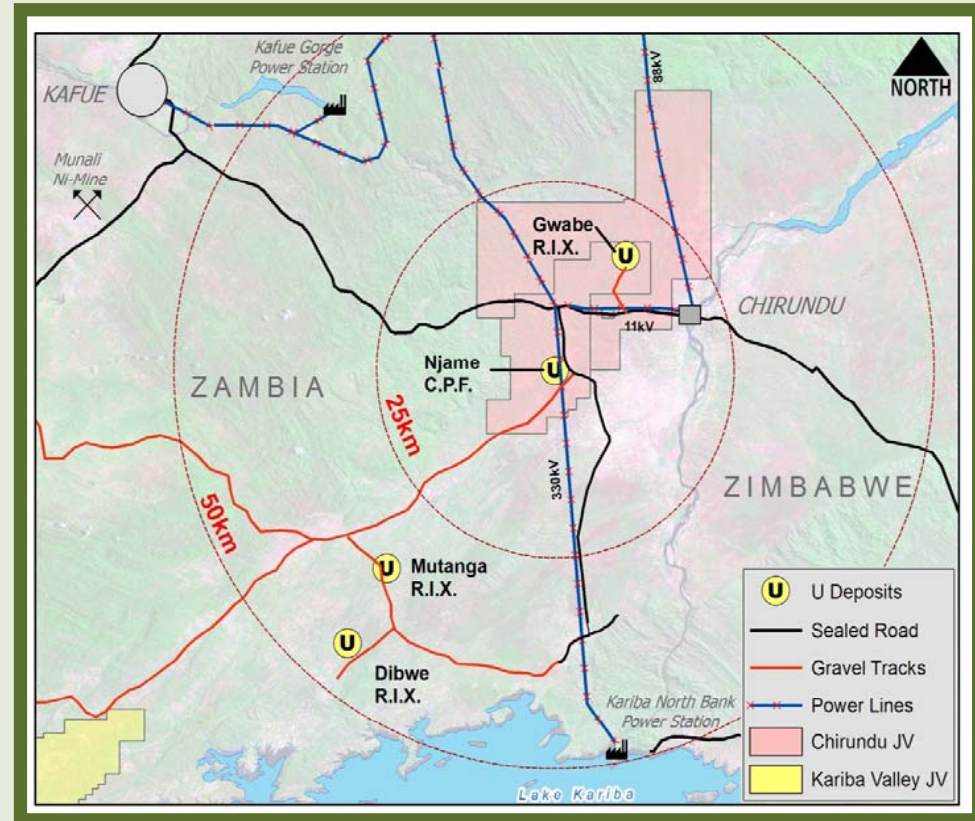 Kafue Gorge
Power Station
KAFUE
88kV
NORTH
Munali
Ni-Mine
Gwabe
R.I.X.
U
CHIRUNDU
11kV
Njame
C.P.F.
U
ZAMBIA
25km
330kV
ZIMBABWE
50km
U
Mutanga
R.I.X.
U
Dibwe
R.I.X.
Kariba North Bank
Power Station
Lake Kariba
U
U Deposits
Sealed Road
Gravel Tracks
Power Lines
Chirundu JV
Kariba Valley JV